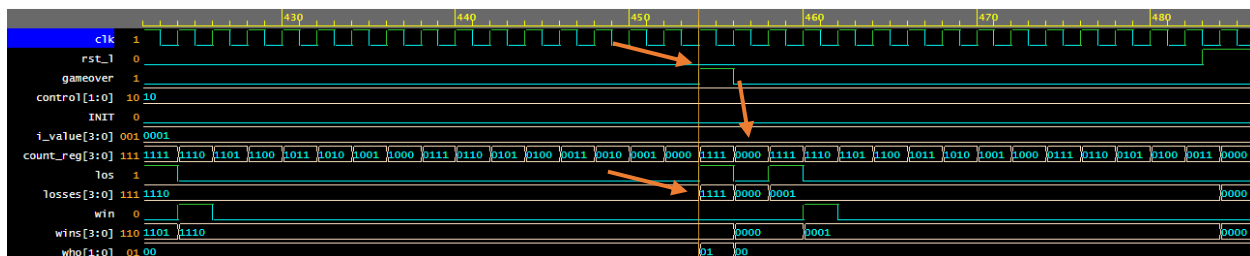 430 440 450 460 470 480
clk 1
rst_l 0
gameover 1
control[1:0] 10 10
INIT 0
i_value[3:0] 001 0001
count_reg[3:0] 111 1111 1110 1101 1100 1011 1010 1001 1000 0111 0110 0101 0100 0011 0010 0001 0000 1111 0000 1111 1110 1101 1100 1011 1010 1001 1000 0111 0110 0101 0100 0011 0000
los 1
losses[3:0] 111 1110 1111 0000 0001 0000
win 0
wins[3:0] 110 1101 1110 0000 0001 0000
who[1:0] 01 00 01 00